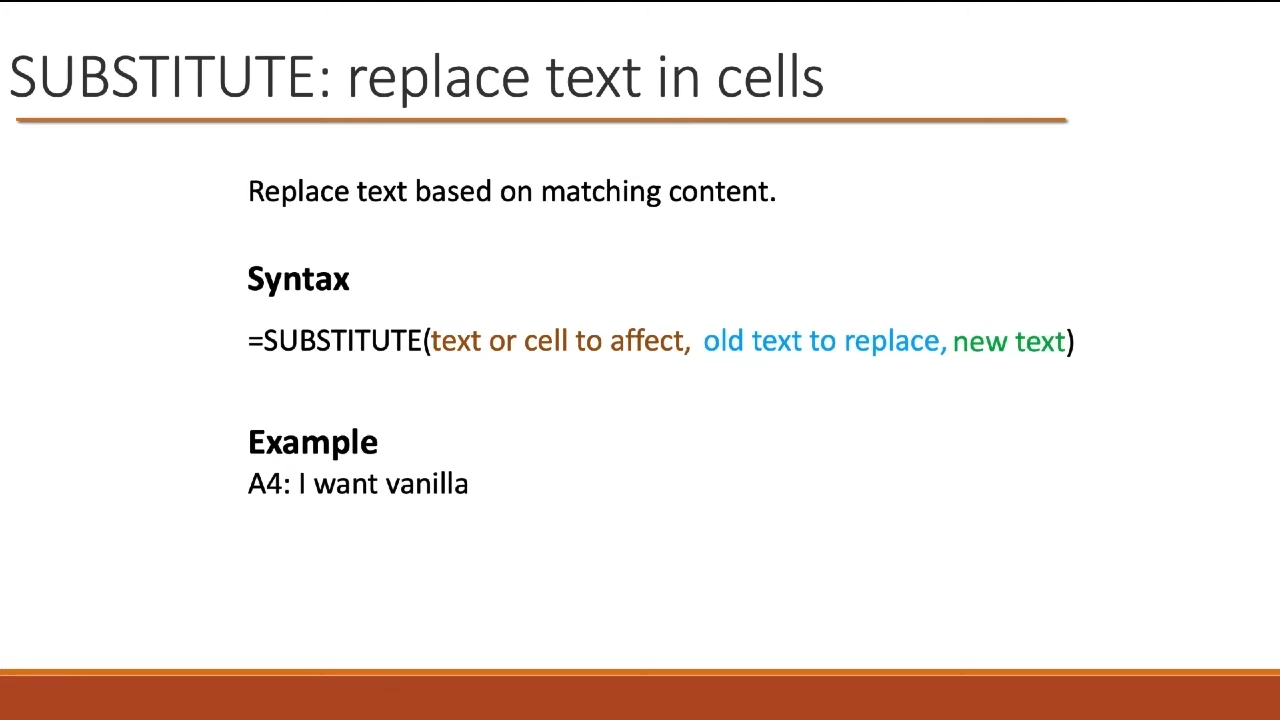 SUBSTITUTE: replace text in cells
Replace text based on matching content.
Syntax
=SUBSTITUTE(text or cell to affect, old text to replace, new text)
Example
A4: I want vanilla